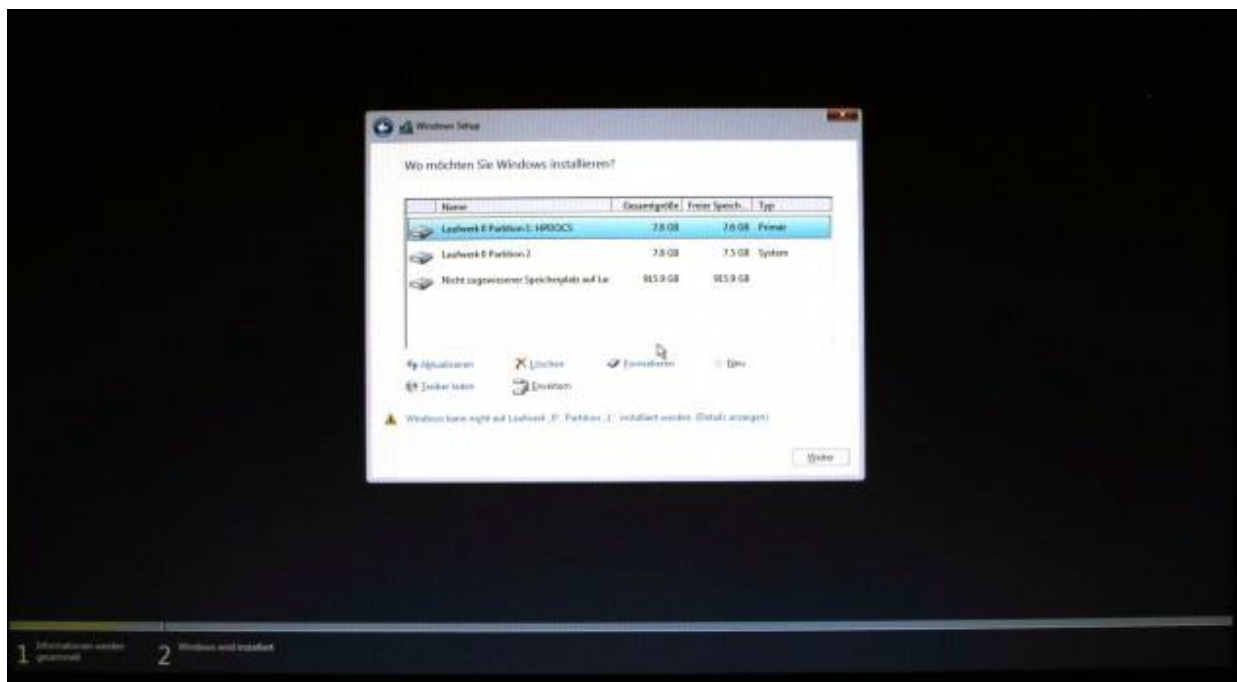 Windows Setup
Wo möchten Sie Windows installieren?
Name Gesamtgröße Freier Speich... Typ
Laufwerk 0 Partition 1: HPDOCS 7.8 GB 7.6 GB Primär
Laufwerk 0 Partition 2 7.8 GB 7.5 GB System
Nicht zugewiesener Speicherplatz auf Lau 915.9 GB 915.9 GB
Aktualisieren Löschen Formatieren Neu
Treiber laden Erweitern
Windows kann nicht auf Laufwerk "0", Partition "1" installiert werden. (Details anzeigen)
Weiter
1 Informationen werden
gesammelt
2 Windows wird installiert